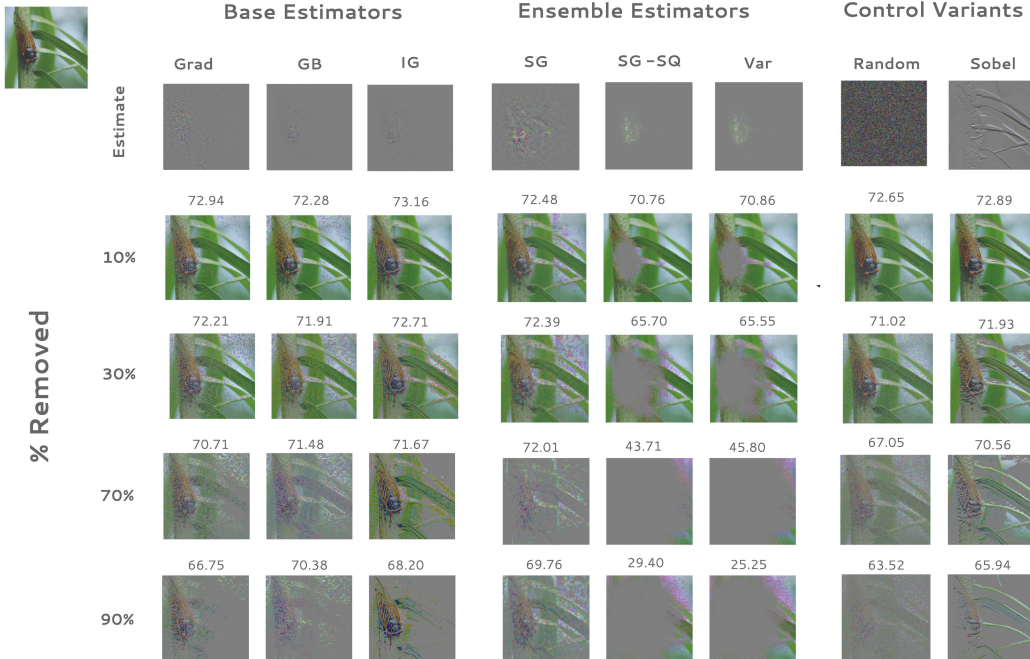 Base Estimators Ensemble Estimators Control Variants
Grad GB IG SG SG -SQ Var Random Sobel
Estimate
72.94 72.28 73.16 72.48 70.76 70.86 72.65 72.89
10%
72.21 71.91 72.71 72.39 65.70 65.55 71.02 71.93
30%
% Removed
70.71 71.48 71.67 72.01 43.71 45.80 67.05 70.56
70%
66.75 70.38 68.20 69.76 29.40 25.25 63.52 65.94
90%